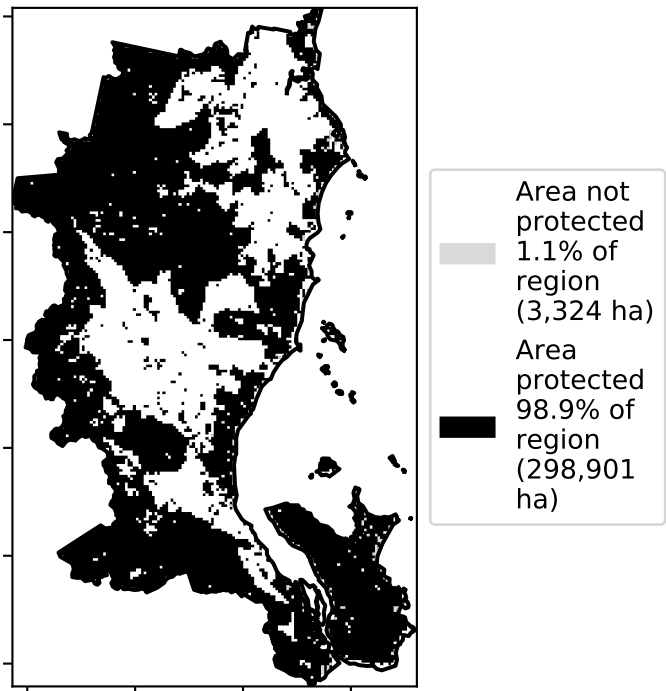 Area not
protected
1.1% of
region
(3,324 ha)
Area
protected
98.9% of
region
(298,901
ha)